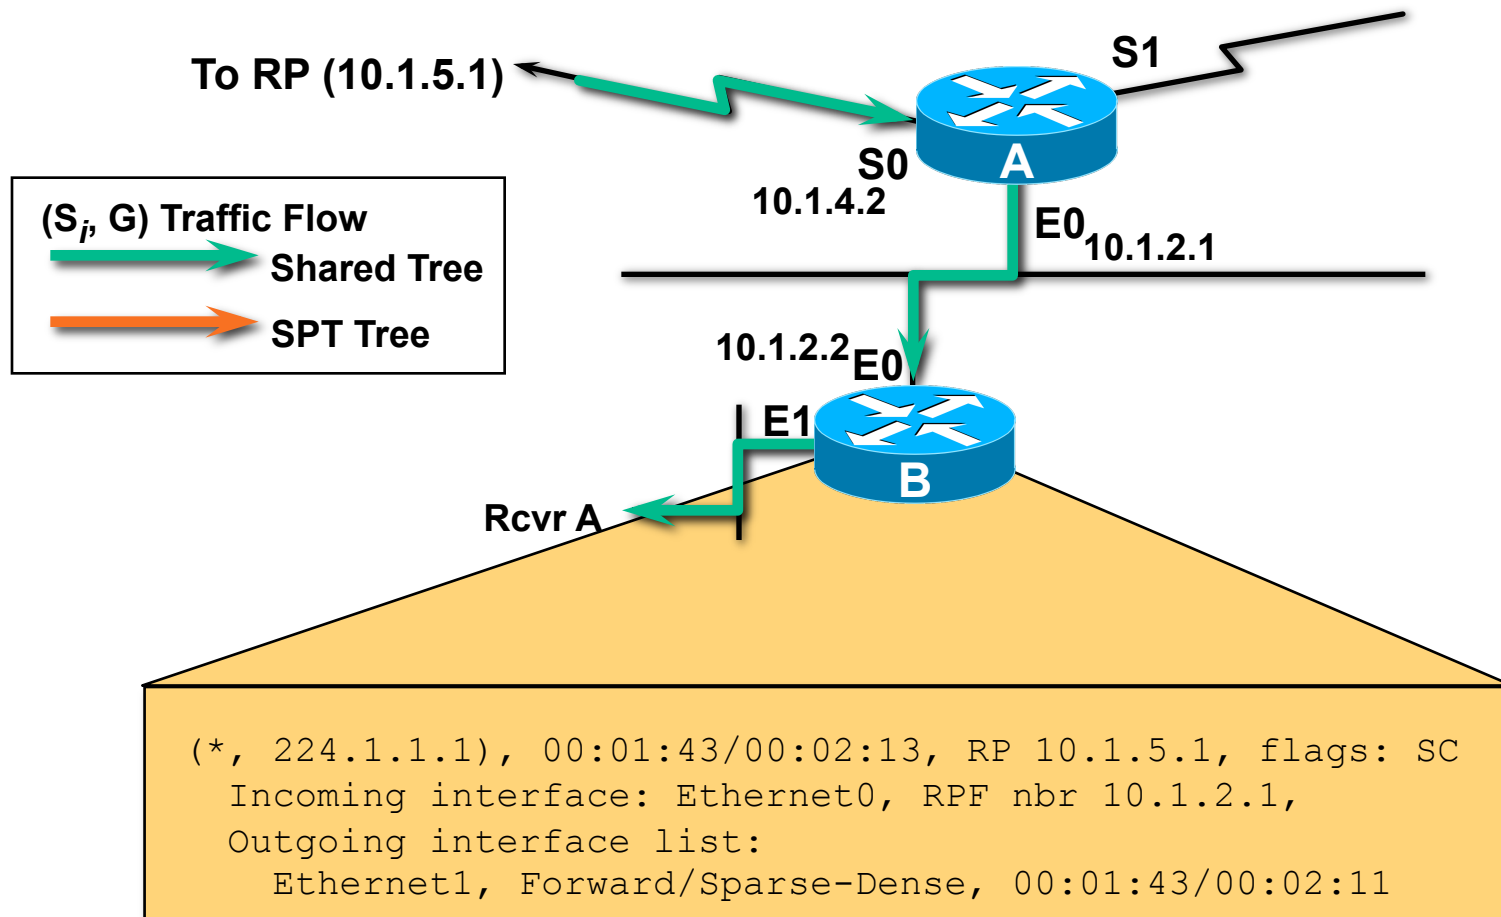 S1
To RP (10.1.5.1)
A
S0
10.1.4.2
E0
10.1.2.1
(Si, G) Traffic Flow
Shared Tree
SPT Tree
10.1.2.2
E0
E1
B
Rcvr A
(*, 224.1.1.1), 00:01:43/00:02:13, RP 10.1.5.1, flags: SC
Incoming interface: Ethernet0, RPF nbr 10.1.2.1,
Outgoing interface list:
Ethernet1, Forward/Sparse-Dense, 00:01:43/00:02:11